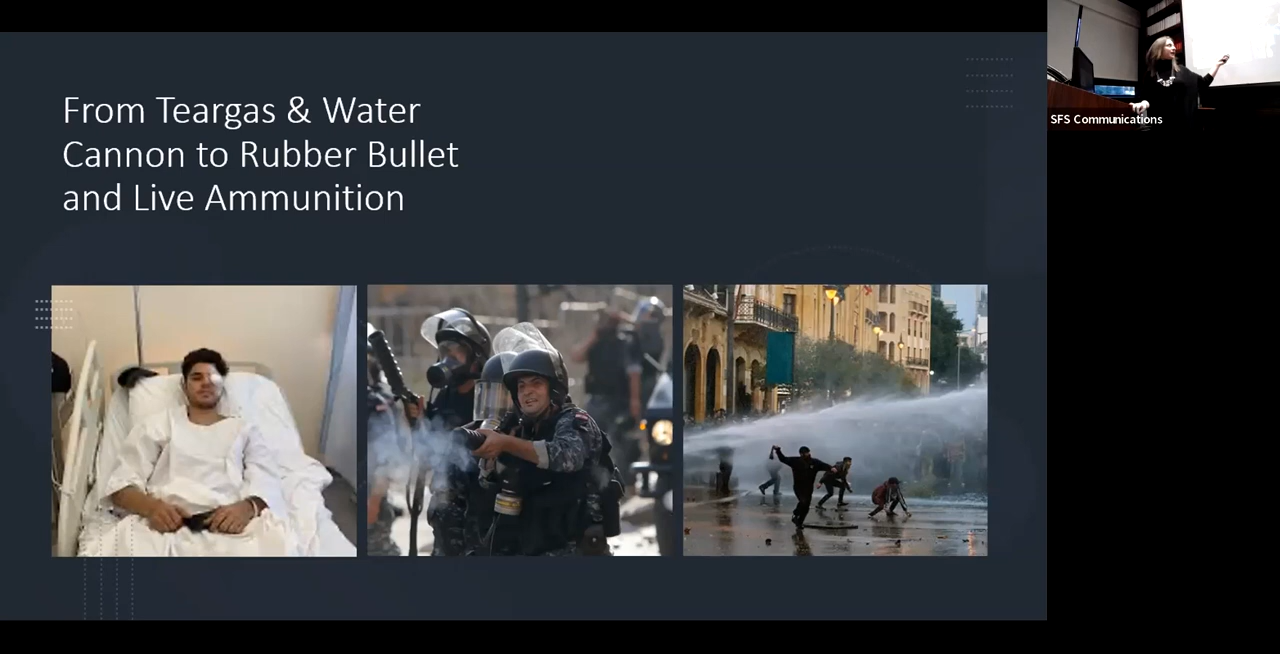 From Teargas & Water
Cannon to Rubber Bullet
and Live Ammunition
SFS Communications